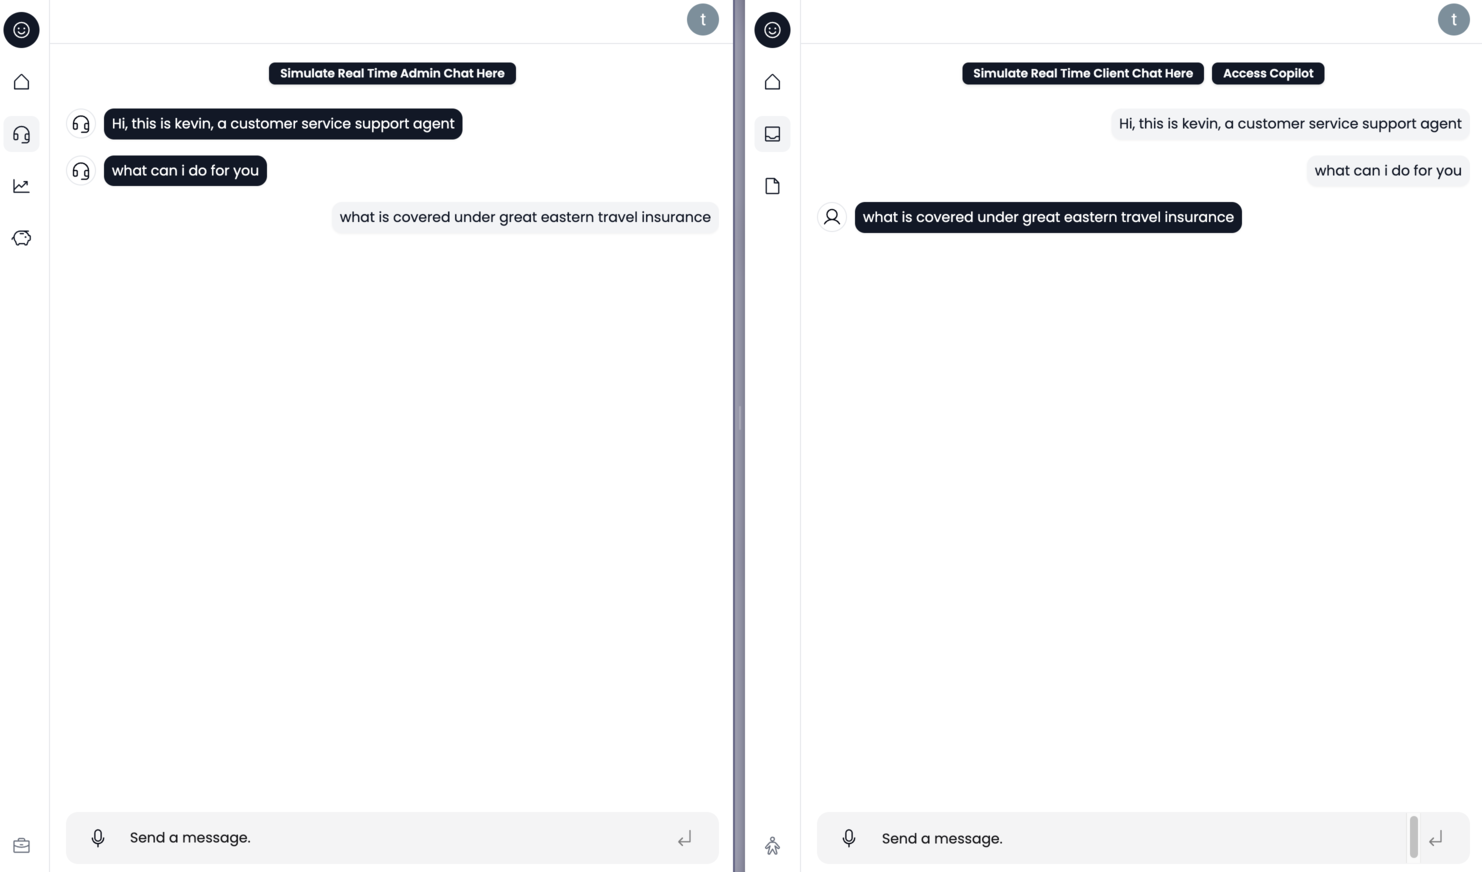 t
Simulate Real Time Admin Chat Here
Hi, this is kevin, a customer service support agent
what can i do for you
what is covered under great eastern travel insurance
Send a message.
t
Simulate Real Time Client Chat Here
Access Copilot
Hi, this is kevin, a customer service support agent
what can i do for you
what is covered under great eastern travel insurance
Send a message.